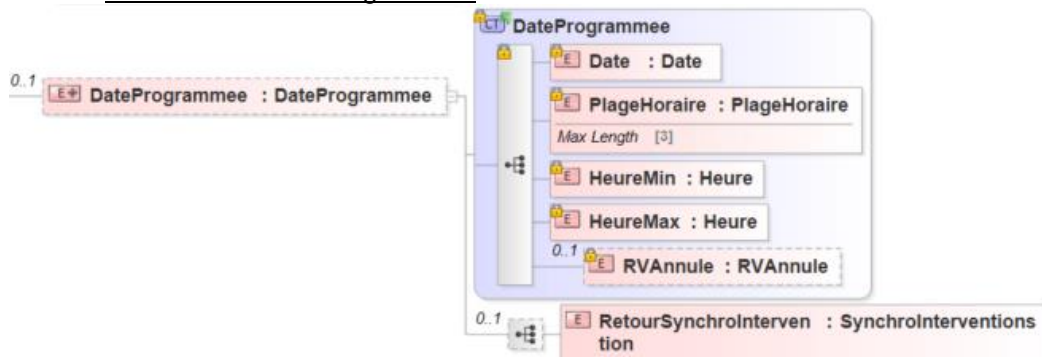 CT DateProgrammee
E Date : Date
0..1 E DateProgrammee : DateProgrammee
E PlageHoraire : PlageHoraire
Max Length [3]
E HeureMin : Heure
E HeureMax : Heure
0..1
E RVAnnule : RVAnnule
0..1 E RetourSynchroInterven : SynchroInterventions
tion